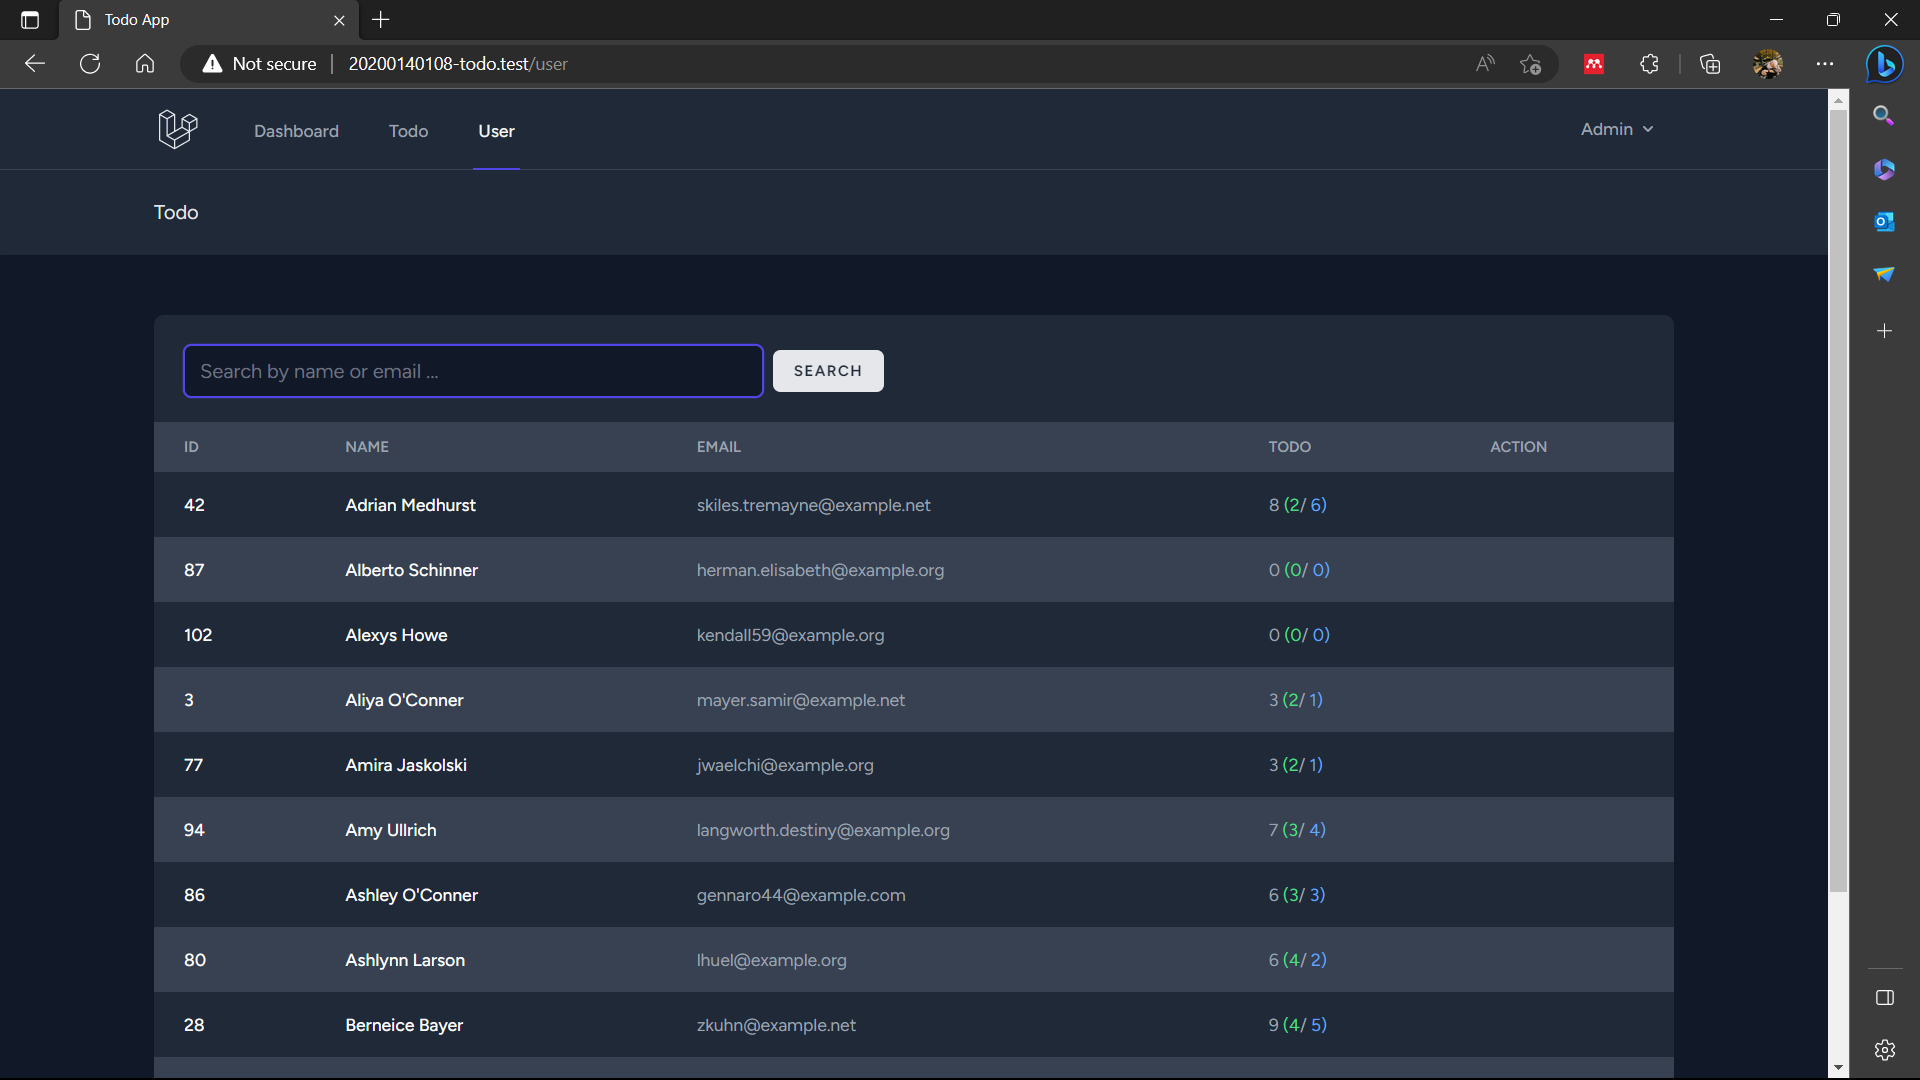 Todo App
Not secure
20200140108-todo.test/user
Dashboard Todo User Admin
Todo
Search by name or email ... SEARCH
ID NAME EMAIL TODO ACTION
42 Adrian Medhurst skiles.tremayne@example.net 8 (2/ 6)
87 Alberto Schinner herman.elisabeth@example.org 0 (0/ 0)
102 Alexys Howe kendall59@example.org 0 (0/ 0)
3 Aliya O'Conner mayer.samir@example.net 3 (2/ 1)
77 Amira Jaskolski jwaelchi@example.org 3 (2/ 1)
94 Amy Ullrich langworth.destiny@example.org 7 (3/ 4)
86 Ashley O'Conner gennaro44@example.com 6 (3/ 3)
80 Ashlynn Larson lhuel@example.org 6 (4/ 2)
28 Berneice Bayer zkuhn@example.net 9 (4/ 5)